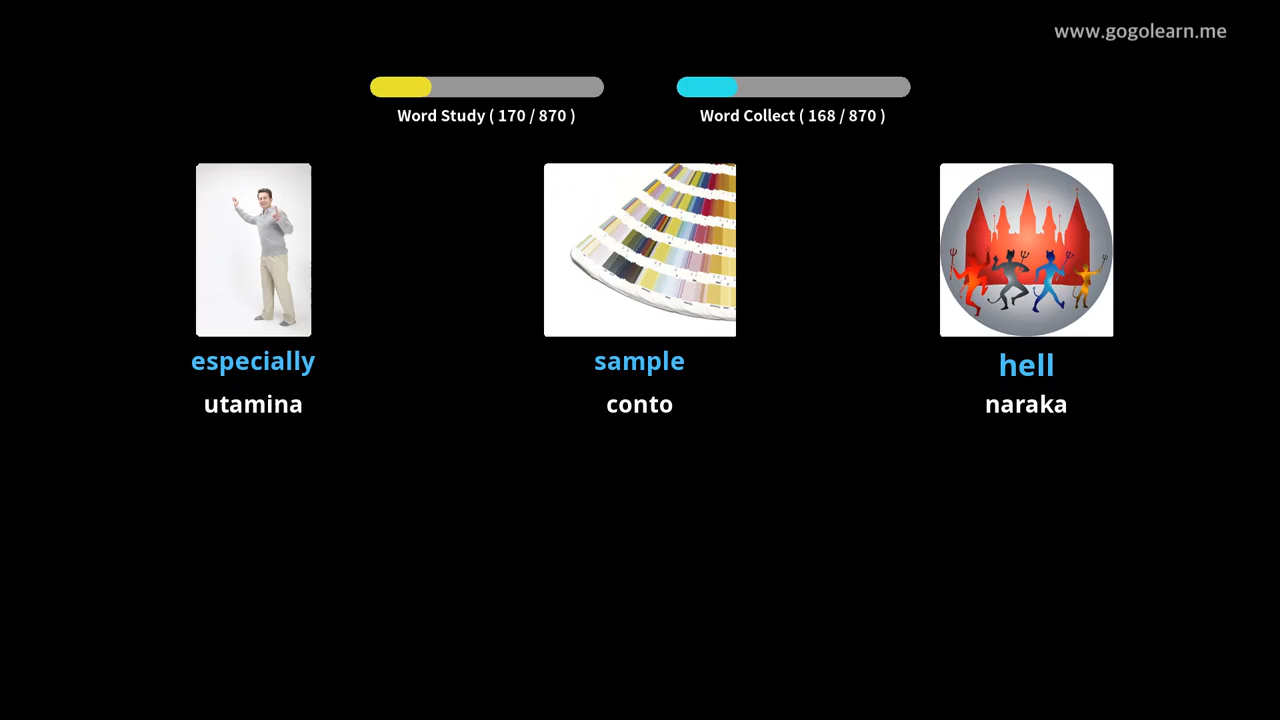 www.gogolearn.me
Word Study ( 170 / 870 )
Word Collect ( 168 / 870 )
especially
sample
hell
utamina
conto
naraka